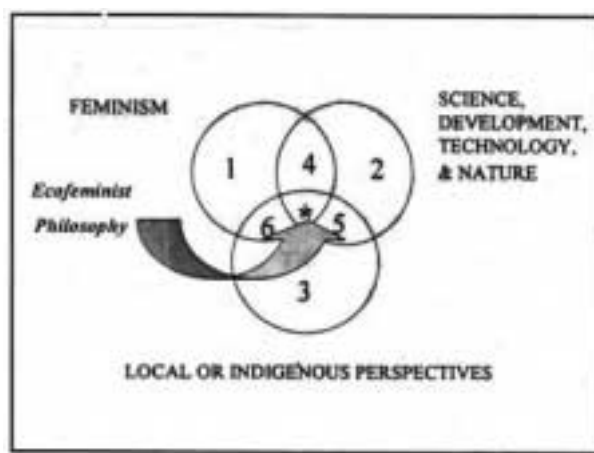 FEMINISM
SCIENCE,
DEVELOPMENT,
TECHNOLOGY,
& NATURE
1
4
2
Ecofeminist
Philosophy
6
*
5
3
LOCAL OR INDIGENOUS PERSPECTIVES